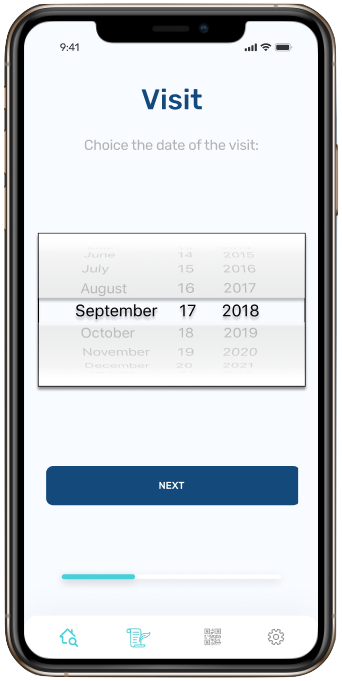 9:41
Visit
Choice the date of the visit:
June 14 2015
July 15 2016
August 16 2017
September 17 2018
October 18 2019
November 19 2020
December 20 2021
NEXT